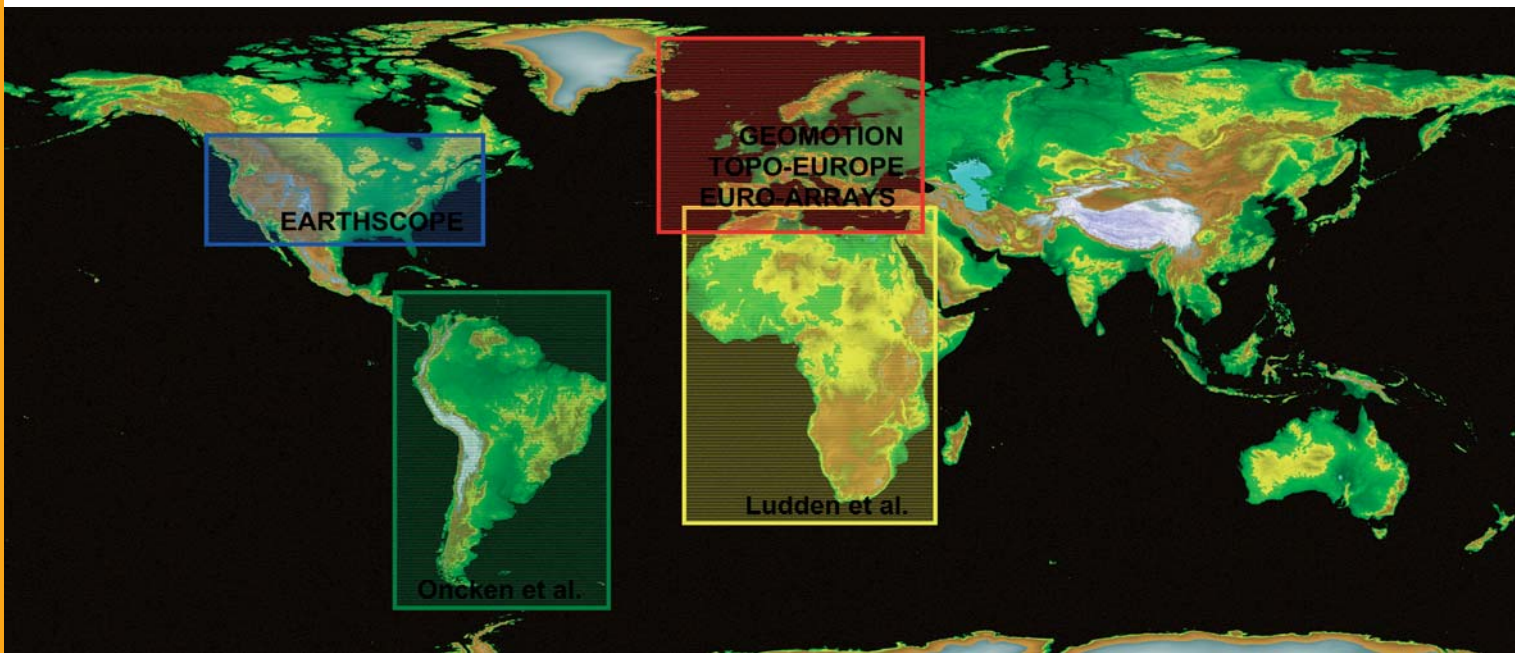 GEOMOTION
TOPO-EUROPE
EURO-ARRAYS
EARTHSCOPE
Ludden et al.
Oncken et al.